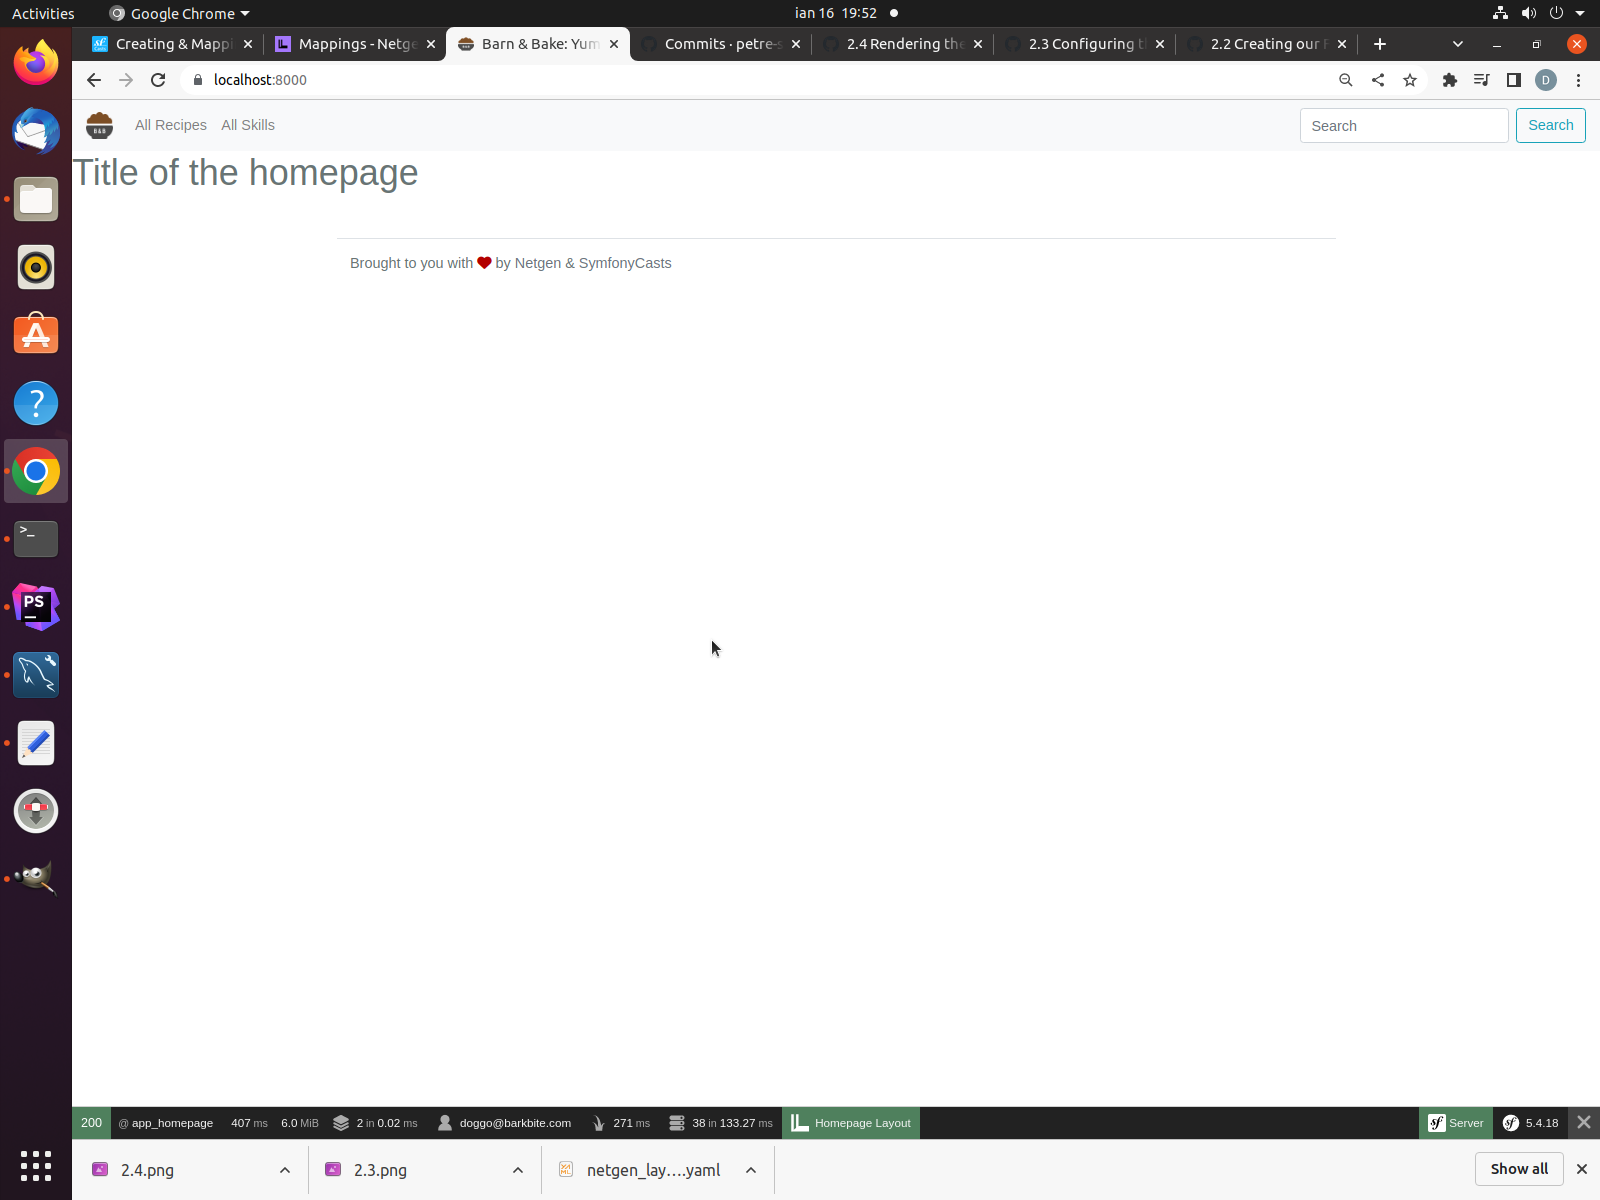 Activities
Google Chrome
ian 16 19:52
Creating & Mappi
Mappings - Netge
Barn & Bake: Yum
Commits · petre-s
2.4 Rendering the
2.3 Configuring t
2.2 Creating our
localhost:8000
D
All Recipes
All Skills
Search
Search
Title of the homepage
Brought to you with ❤ by Netgen & SymfonyCasts
>_
PS
200
@ app_homepage
407 ms
6.0 MiB
2 in 0.02 ms
doggo@barkbite.com
271 ms
38 in 133.27 ms
Homepage Layout
Server
5.4.18
2.4.png
2.3.png
netgen_lay....yaml
Show all